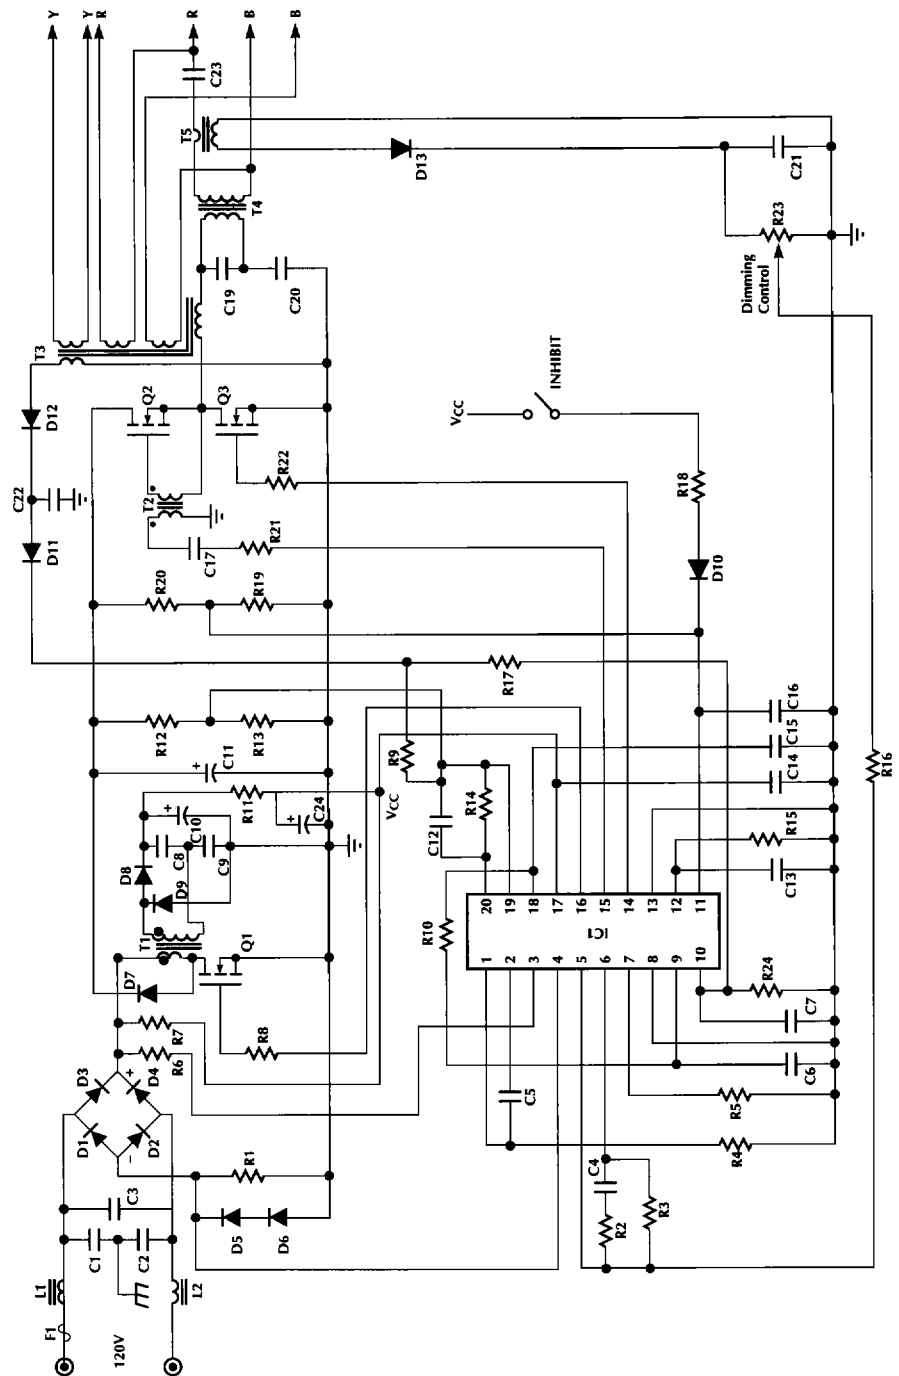 Y
Y
R
R
B
B
C23
T5
D13
C21
T4
R23
Dimming
Control
C19
C20
T3
D12
Q2
Q3
INHIBIT
VCC
C22
T2
R22
R18
D11
C17
R21
D10
R20
R19
R17
R12
R13
C16
C15
C14
R16
C11
R9
R11
VCC
C24
C10
C12
R14
R15
D8
C8
C9
D9
C13
T1
R10
20
19
18
17
16
15
14
13
12
11
IC1
1
2
3
4
5
6
7
8
9
10
Q1
D7
R24
C7
R7
R8
R6
C6
D3
D4
C5
R5
D1
D2
R1
R4
C3
C4
D5
D6
R2
R3
C1
C2
L1
L2
F1
120V